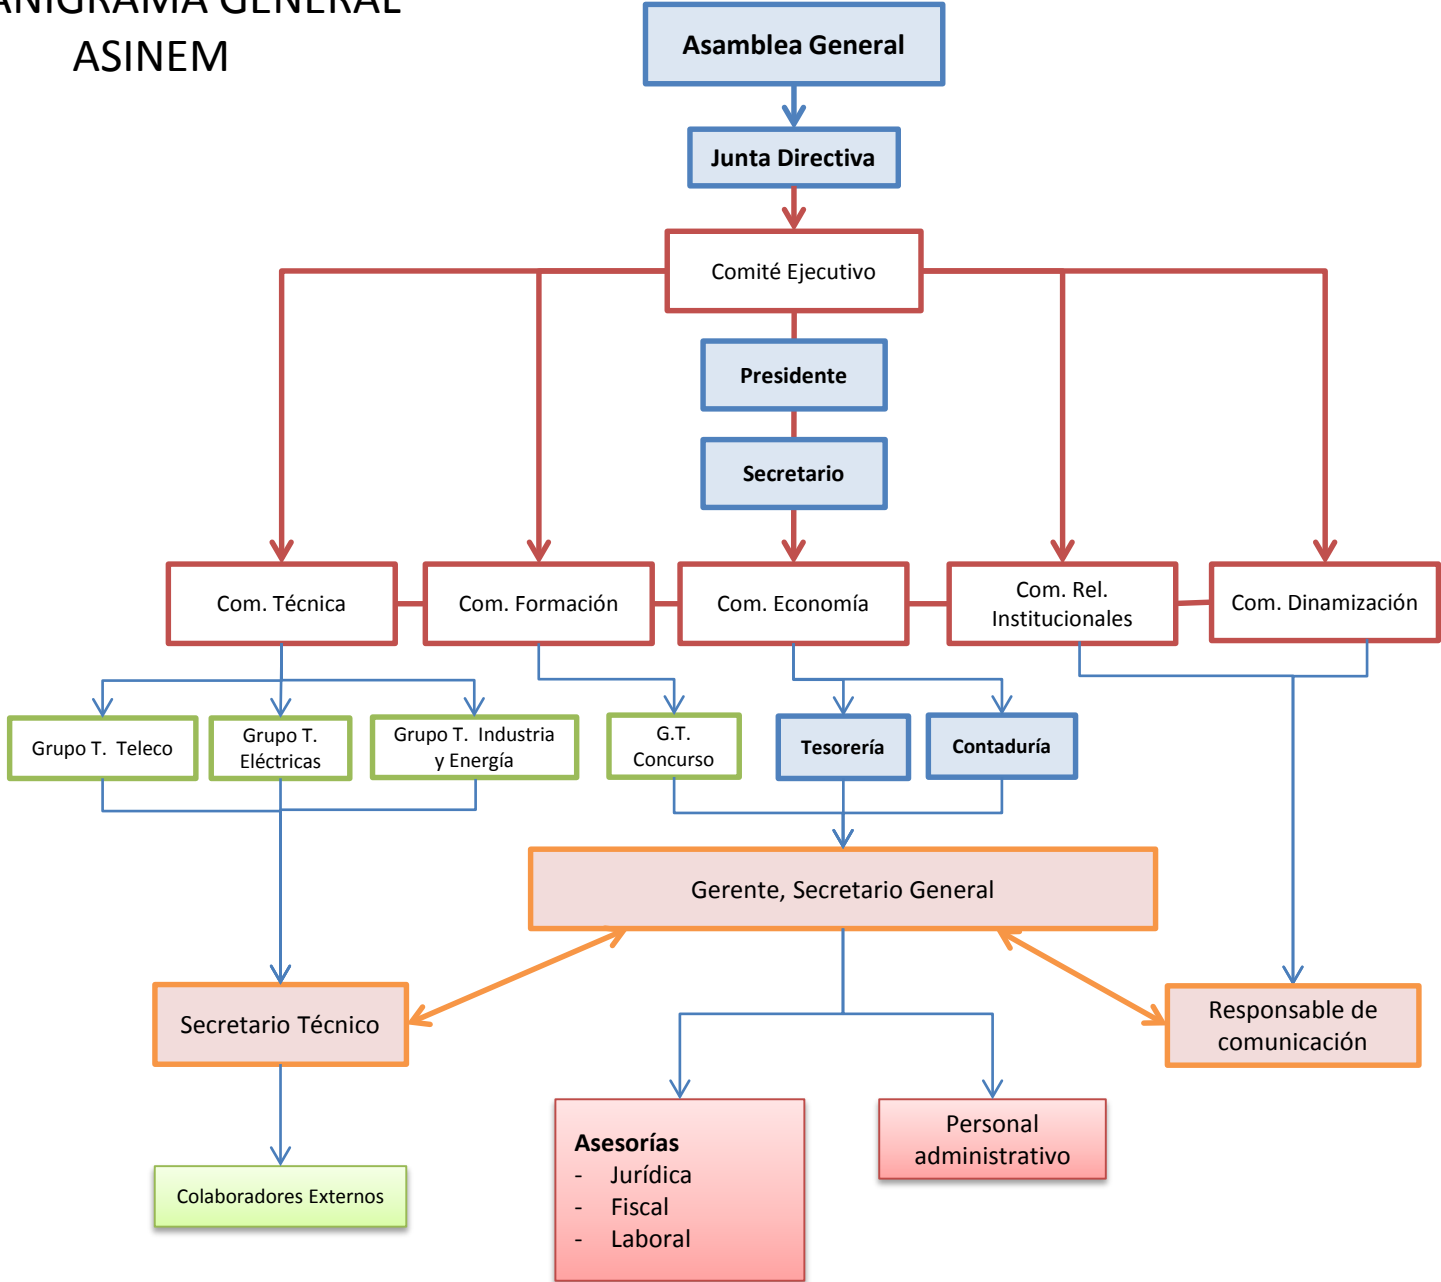 ANIGRAMA GENERAL
ASINEM
Asamblea General
Junta Directiva
Comité Ejecutivo
Presidente
Secretario
Com. Técnica
Com. Formación
Com. Economía
Com. Rel.
Institucionales
Com. Dinamización
Grupo T. Teleco
Grupo T.
Eléctricas
Grupo T. Industria
y Energía
G.T.
Concurso
Tesorería
Contaduría
Gerente, Secretario General
Secretario Técnico
Responsable de
comunicación
Asesorías
- Jurídica
- Fiscal
- Laboral
Personal
administrativo
Colaboradores Externos